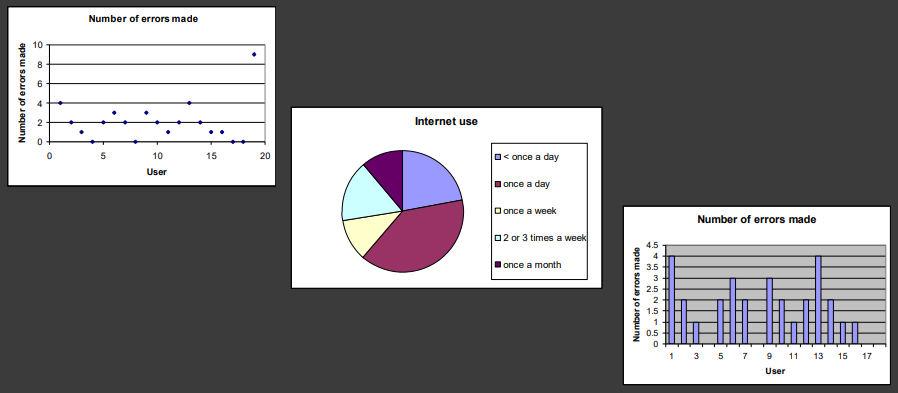 Number of errors made
Number of errors made
10
8
6
4
2
0
0 5 10 15 20
User
Internet use
< once a day
once a day
once a week
2 or 3 times a week
once a month
Number of errors made
Number of errors made
4.5
4
3.5
3
2.5
2
1.5
1
0.5
0
1 3 5 7 9 11 13 15 17
User